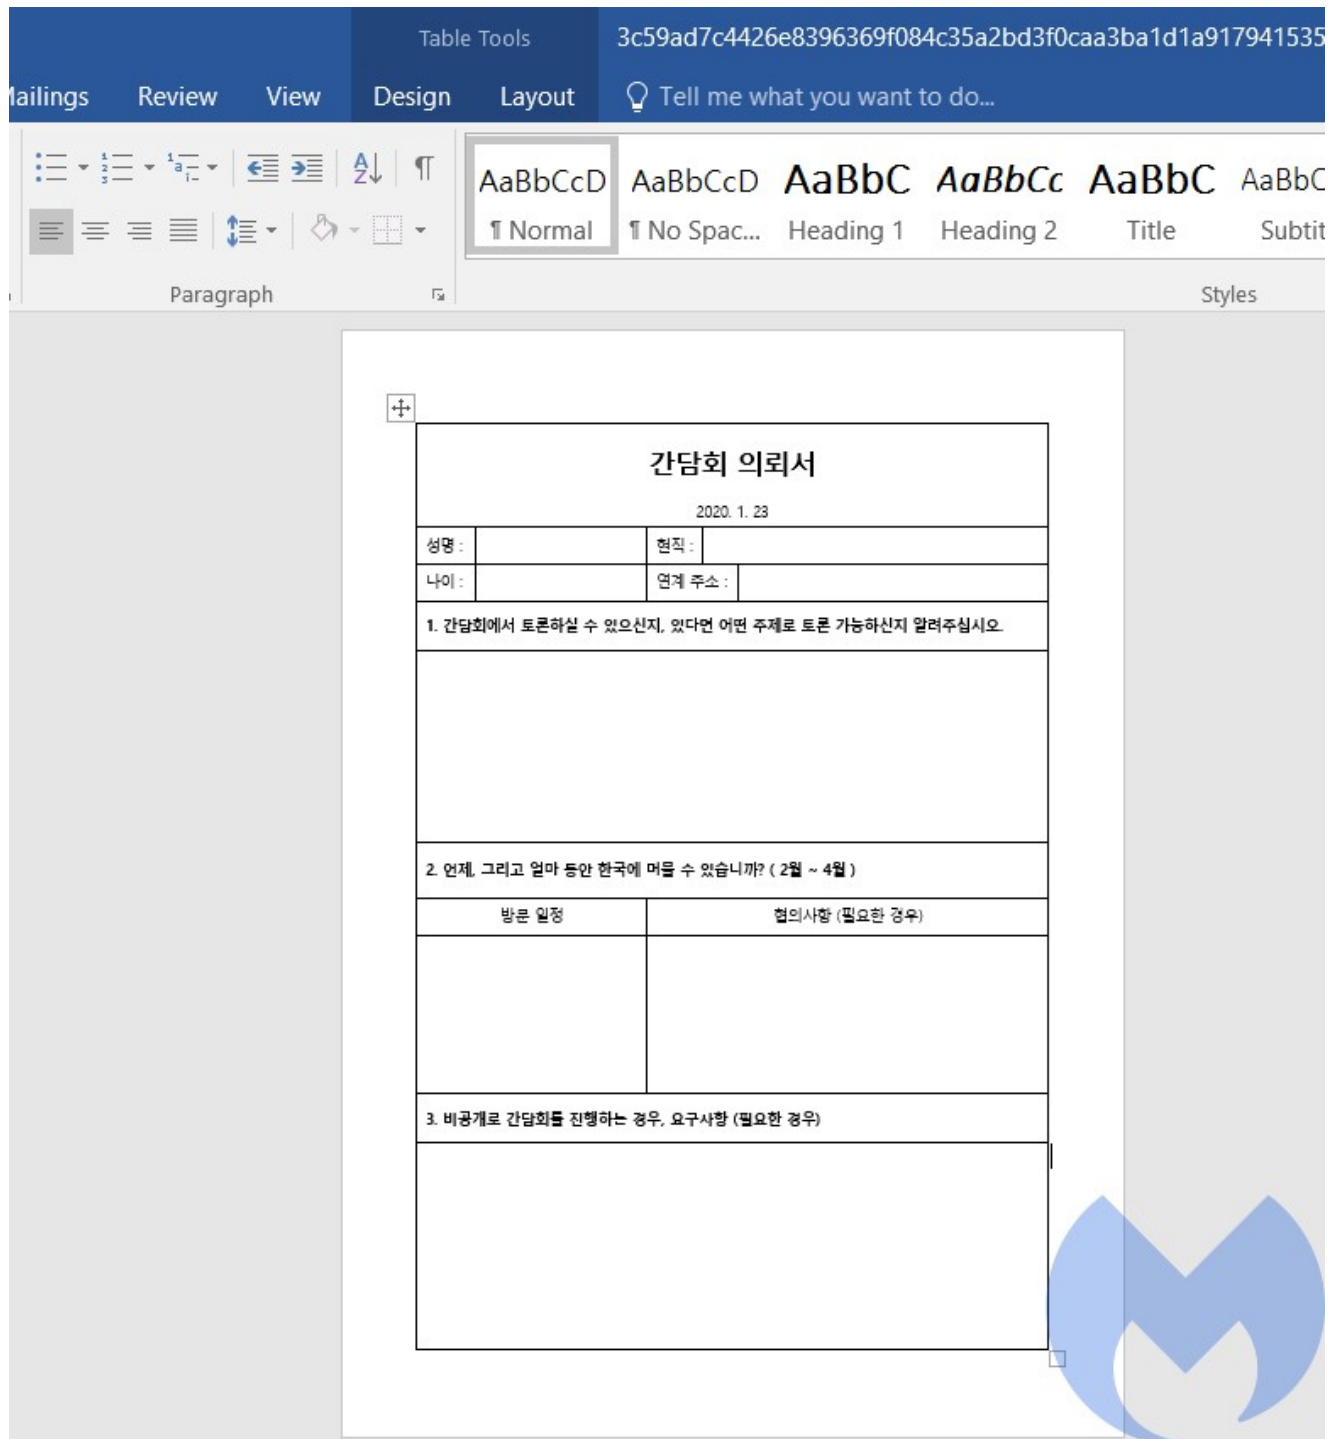 Table Tools 3c59ad7c4426e8396369f084c35a2bd3f0caa3ba1d1a917941535
Mailings Review View Design Layout Tell me what you want to do...
AaBbCcD AaBbCcD AaBbC AaBbCc AaBbC AaBbC
¶ Normal ¶ No Spac... Heading 1 Heading 2 Title Subtit
Paragraph Styles
간담회 의뢰서
2020. 1. 23
성명 : 현직 :
나이 : 연계 주소 :
1. 간담회에서 토론하실 수 있으신지, 있다면 어떤 주제로 토론 가능하신지 알려주십시오.
2. 언제, 그리고 얼마 동안 한국에 머물 수 있습니까? ( 2월 ~ 4월 )
방문 일정 협의사항 (필요한 경우)
3. 비공개로 간담회를 진행하는 경우, 요구사항 (필요한 경우)